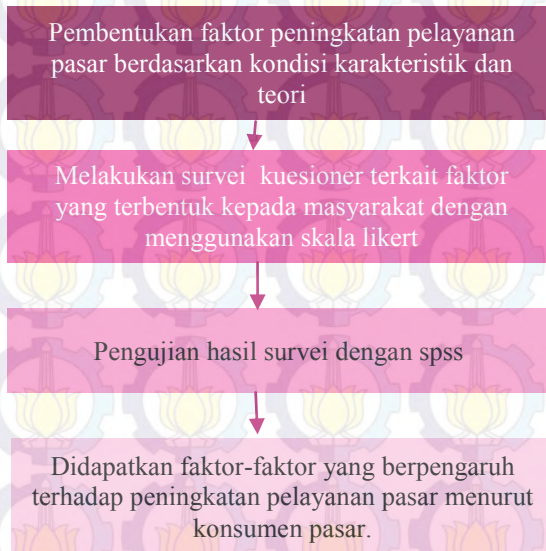 Pembentukan faktor peningkatan pelayanan
pasar berdasarkan kondisi karakteristik dan
teori
Melakukan survei kuesioner terkait faktor
yang terbentuk kepada masyarakat dengan
menggunakan skala likert
Pengujian hasil survei dengan spss
Didapatkan faktor-faktor yang berpengaruh
terhadap peningkatan pelayanan pasar menurut
konsumen pasar.